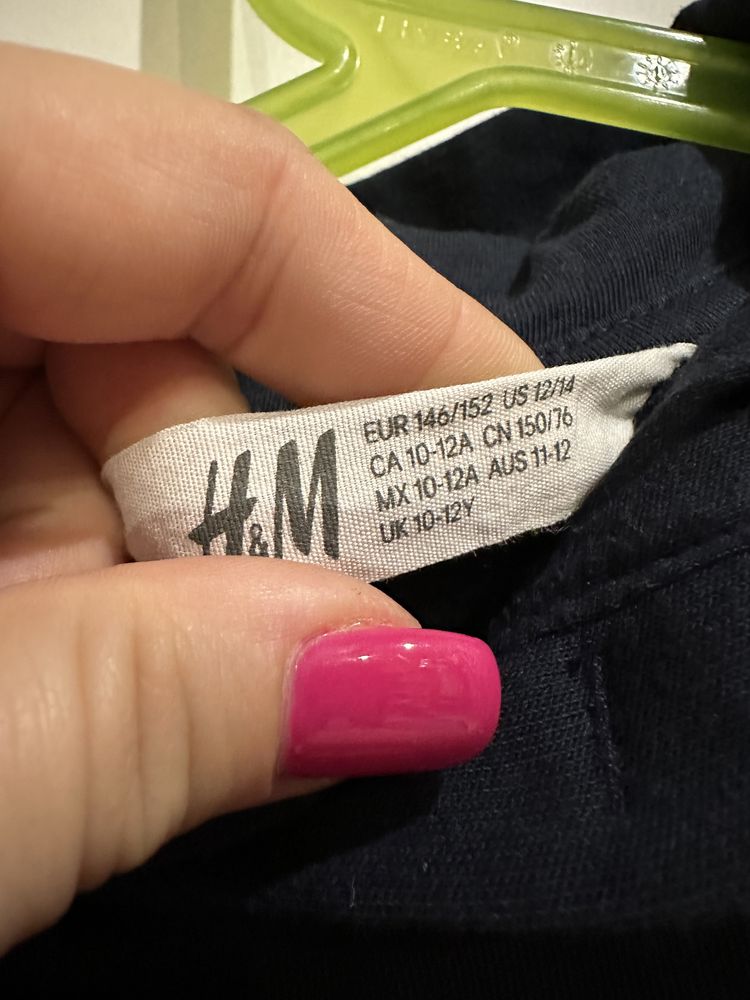 H&M
EUR 146/152 US 12/14
CA 10-12A CN 150/76
MX 10-12A AUS 11-12
UK 10-12Y